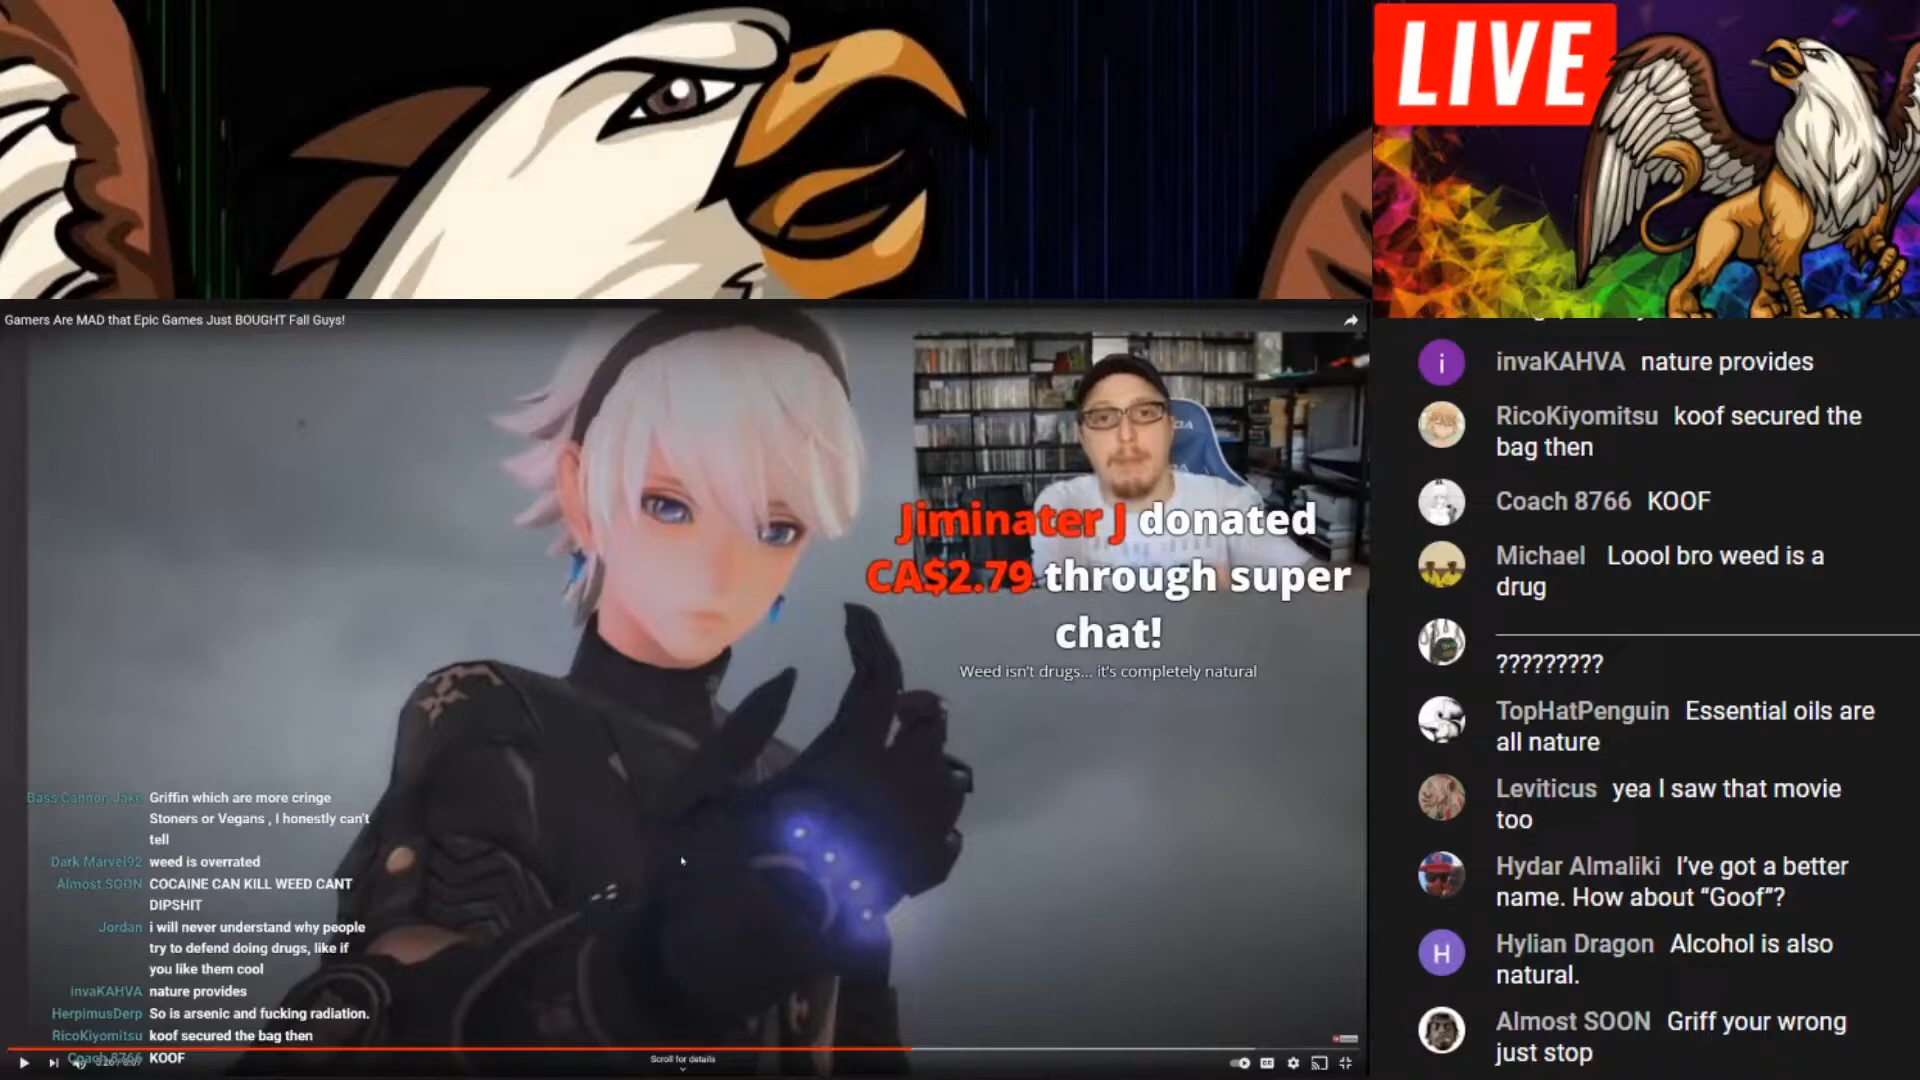 LIVE
Gamers Are MAD that Epic Games Just BOUGHT Fall Guys!
Jiminater J donated
CA$2.79 through super
chat!
Weed isn't drugs... it's completely natural
Bass Cannon Jake Griffin which are more cringe
Stoners or Vegans , I honestly can't
tell
Dark Marvel92 weed is overrated
Almost SOON COCAINE CAN KILL WEED CANT
DIPSHIT
Jordan i will never understand why people
try to defend doing drugs, like if
you like them cool
invaKAHVA nature provides
HerpimusDerp So is arsenic and fucking radiation.
RicoKiyomitsu koof secured the bag then
Coach 8766 KOOF
Scroll for details
invaKAHVA nature provides
RicoKiyomitsu koof secured the
bag then
Coach 8766 KOOF
Michael Loool bro weed is a
drug
?????????
TopHatPenguin Essential oils are
all nature
Leviticus yea I saw that movie
too
Hydar Almaliki I've got a better
name. How about “Goof”?
H
Hylian Dragon Alcohol is also
natural.
Almost SOON Griff your wrong
just stop